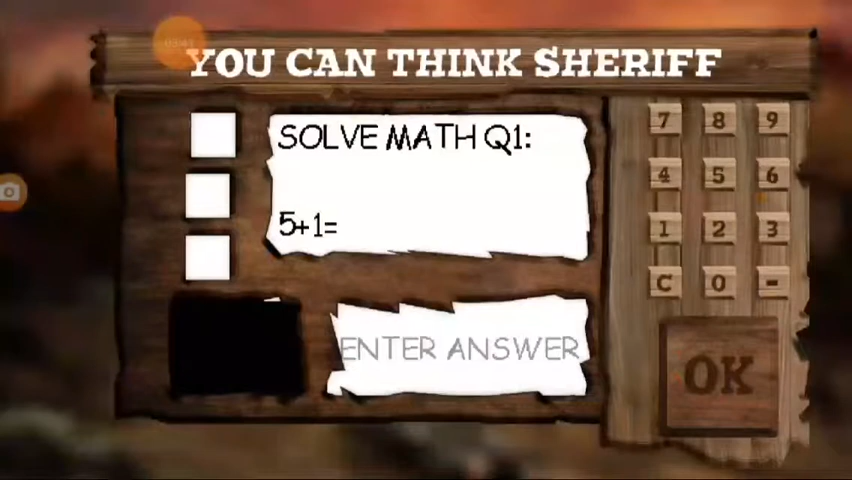 YOU CAN THINK SHERIFF
SOLVE MATH Q1:
5+1=
ENTER ANSWER
7 8 9
4 5 6
1 2 3
C 0 -
OK